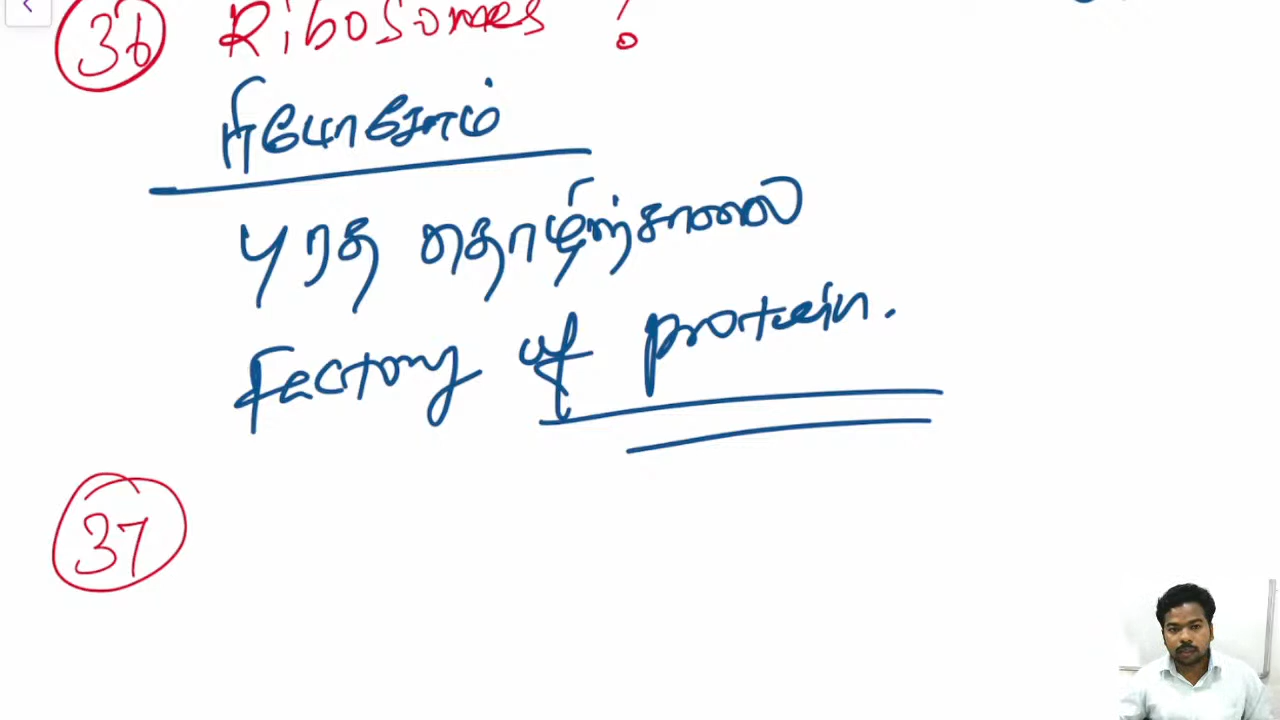 36 Ribosomes ?
ரிபோசோம்
புரத தொழிற்சாலை
factory of protein.
37